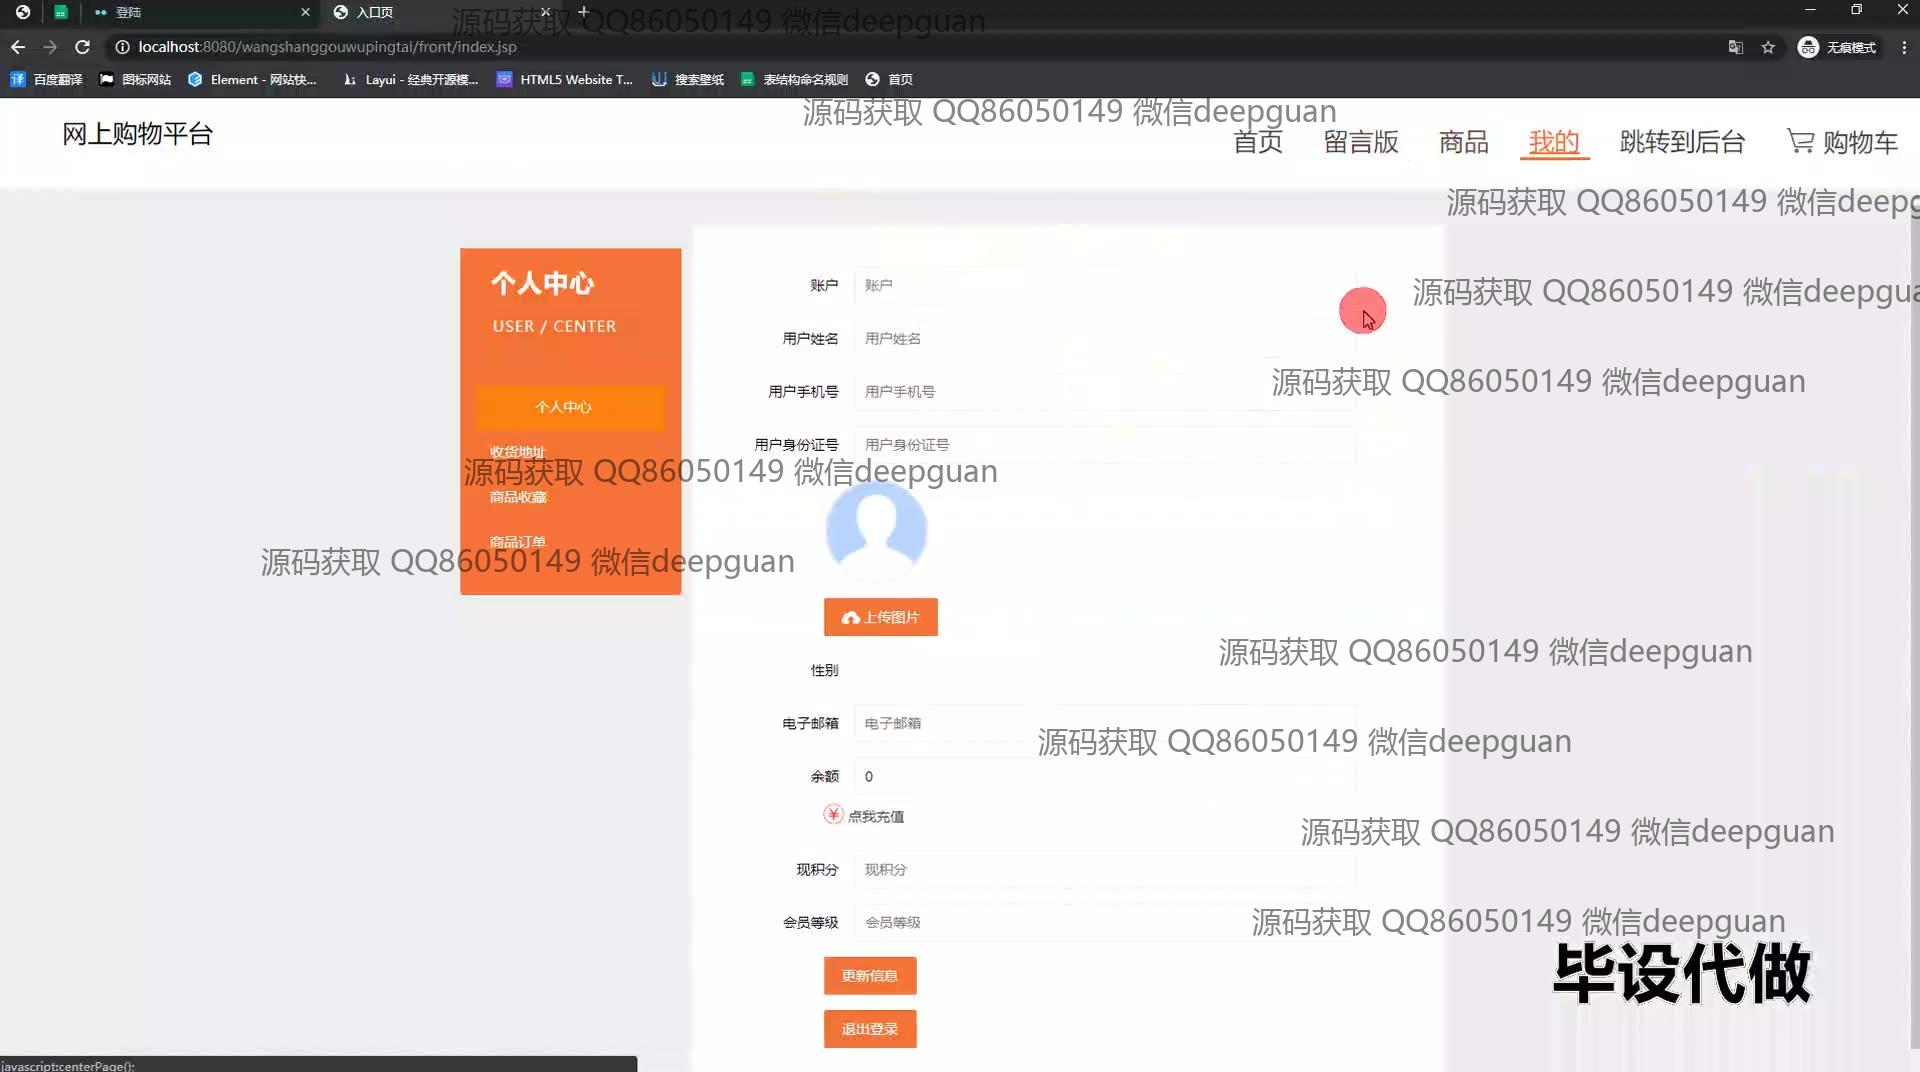 登陆
入口页
localhost:8080/wangshanggouwupingtai/front/index.jsp
无痕模式
百度翻译
图标网站
Element - 网站快...
Layui - 经典开源模...
HTML5 Website T...
搜索壁纸
表结构命名规则
首页
源码获取 QQ86050149 微信deepguan
源码获取 QQ86050149 微信deepguan
网上购物平台
首页
留言版
商品
我的
跳转到后台
购物车
源码获取 QQ86050149 微信deepg
个人中心
USER / CENTER
个人中心
收货地址
商品收藏
商品订单
账户
账户
源码获取 QQ86050149 微信deepgua
用户姓名
用户姓名
用户手机号
用户手机号
源码获取 QQ86050149 微信deepguan
用户身份证号
用户身份证号
源码获取 QQ86050149 微信deepguan
源码获取 QQ86050149 微信deepguan
上传图片
源码获取 QQ86050149 微信deepguan
性别
电子邮箱
电子邮箱
源码获取 QQ86050149 微信deepguan
余额
0
¥
点我充值
源码获取 QQ86050149 微信deepguan
现积分
现积分
会员等级
会员等级
源码获取 QQ86050149 微信deepguan
更新信息
毕设代做
退出登录
javascript:centerPage();